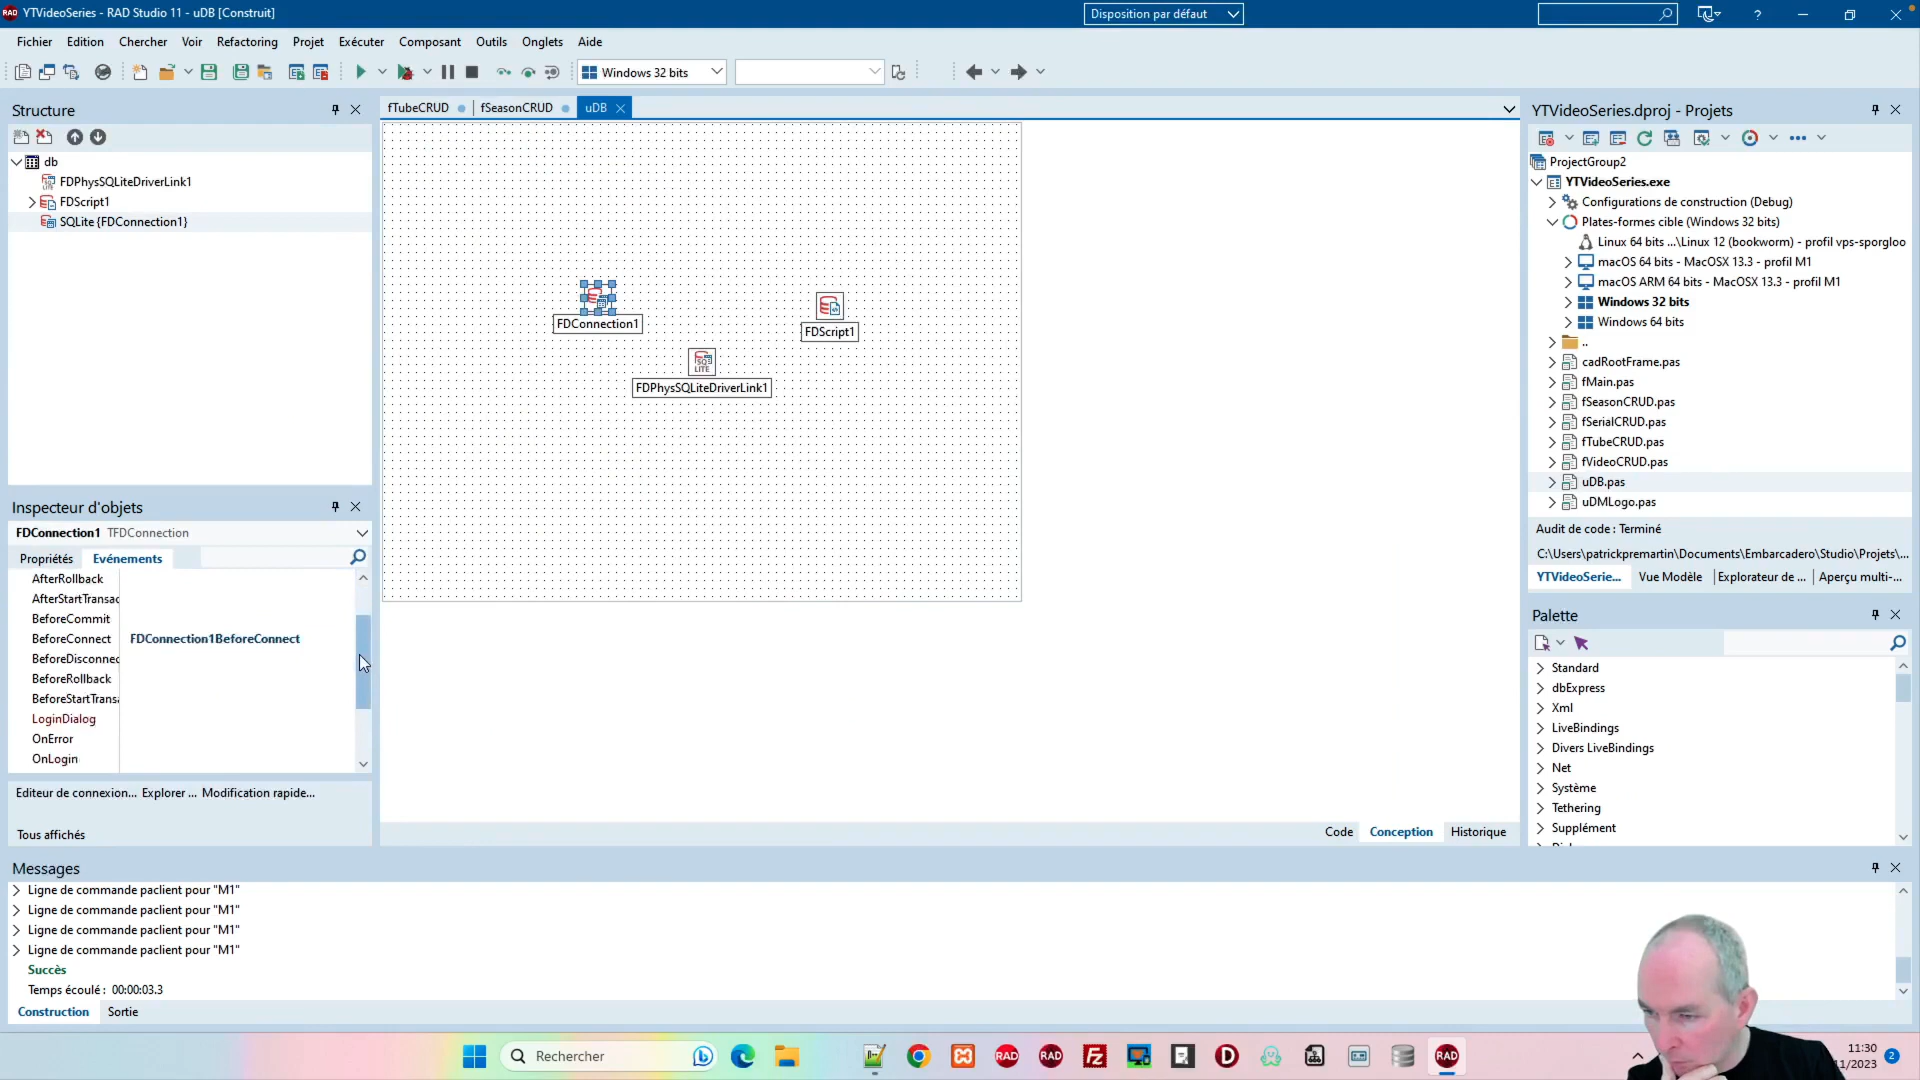 YTVideoSeries - RAD Studio 11 - uDB [Construit]
Disposition par défaut
Fichier Edition Chercher Voir Refactoring Projet Exécuter Composant Outils Onglets Aide
Windows 32 bits
Structure
db
FDPhysSQLiteDriverLink1
FDScript1
SQLite {FDConnection1}
fTubeCRUD fSeasonCRUD uDB
FDConnection1
FDScript1
SQ
LITE
FDPhysSQLiteDriverLink1
Code Conception Historique
Inspecteur d'objets
FDConnection1 TFDConnection
Propriétés Evénements
AfterRollback
AfterStartTransac
BeforeCommit
BeforeConnect FDConnection1BeforeConnect
BeforeDisconnec
BeforeRollback
BeforeStartTrans
LoginDialog
OnError
OnLogin
Editeur de connexion... Explorer ... Modification rapide...
Tous affichés
YTVideoSeries.dproj - Projets
ProjectGroup2
YTVideoSeries.exe
Configurations de construction (Debug)
Plates-formes cible (Windows 32 bits)
Linux 64 bits ...\Linux 12 (bookworm) - profil vps-sporgloo
macOS 64 bits - MacOSX 13.3 - profil M1
macOS ARM 64 bits - MacOSX 13.3 - profil M1
Windows 32 bits
Windows 64 bits
..
cadRootFrame.pas
fMain.pas
fSeasonCRUD.pas
fSerialCRUD.pas
fTubeCRUD.pas
fVideoCRUD.pas
uDB.pas
uDMLogo.pas
Audit de code : Terminé
C:\Users\patrickpremartin\Documents\Embarcadero\Studio\Projets\...
YTVideoSerie... Vue Modèle Explorateur de ... Aperçu multi-...
Palette
Standard
dbExpress
Xml
LiveBindings
Divers LiveBindings
Net
Système
Tethering
Supplément
Messages
Ligne de commande paclient pour "M1"
Ligne de commande paclient pour "M1"
Ligne de commande paclient pour "M1"
Ligne de commande paclient pour "M1"
Succès
Temps écoulé : 00:00:03.3
Construction Sortie
Rechercher
RAD RAD RAD
11:30
11/2023
2